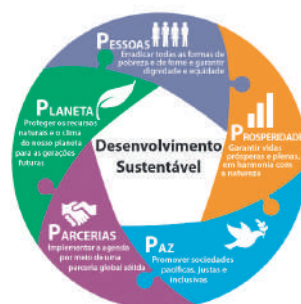 PESSOAS
Erradicar todas as formas de
pobreza e de fome e garantir
dignidade e equidade
PLANETA
Proteger os recursos
naturais e o clima
do nosso planeta
para as gerações
futuras
PROSPERIDADE
Garantir vidas
prósperas e plenas,
em harmonia com
a natureza
Desenvolvimento
Sustentável
PARCERIAS
Implementar a agenda
por meio de uma
parceria global sólida
PAZ
Promover sociedades
pacíficas, justas e
inclusivas